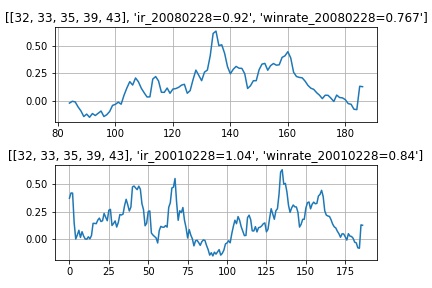 [[32, 33, 35, 39, 43], 'ir_20080228=0.92', 'winrate_20080228=0.767']
0.50
0.25
0.00
80 100 120 140 160 180
[[32, 33, 35, 39, 43], 'ir_20010228=1.04', 'winrate_20010228=0.84']
0.50
0.25
0.00
0 25 50 75 100 125 150 175